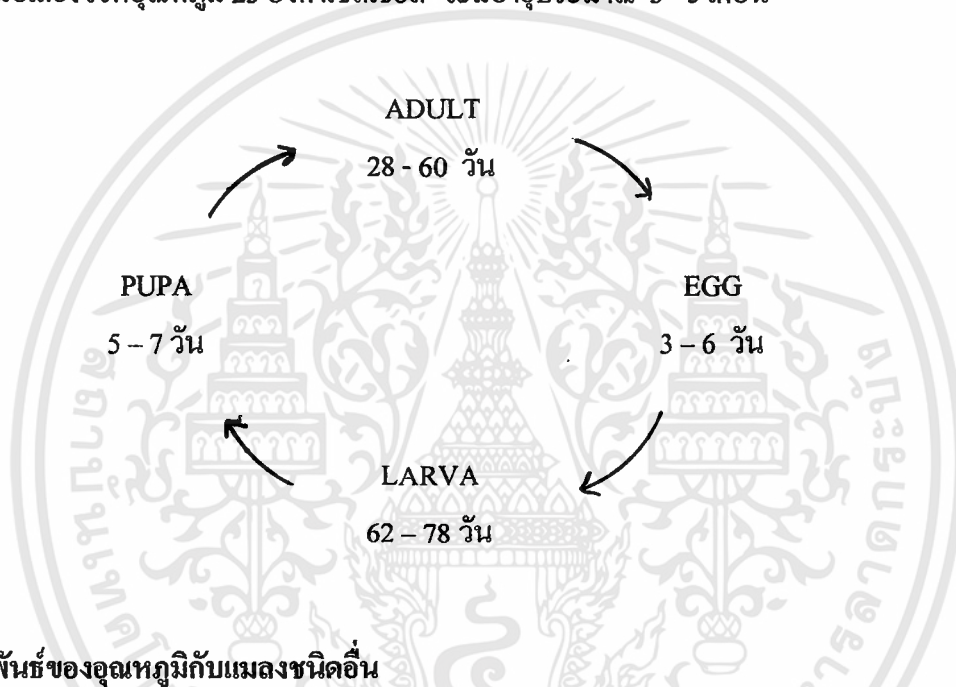 ADULT
28 - 60 วัน
PUPA
5 – 7 วัน
EGG
3 – 6 วัน
LARVA
62 – 78 วัน
พันธ์ของอุณหภูมิกับแมลงชนิดอื่น